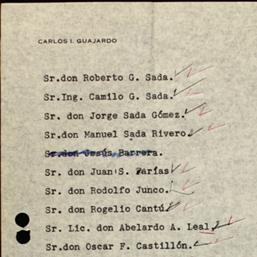 CARLOS I. GUAJARDO
Sr.don Roberto G. Sada.
Sr.Ing. Camilo G. Sada.
Sr. don Jorge Sada Gómez.
Sr.don Manuel Sada Rivero.
Sr.don Jesús Barrera.
Sr. don Juan S. Farías
Sr. don Rodolfo Junco.
Sr. don Rogelio Cantú.
Sr. Lic. don Abelardo A. Leal.
Sr.don Oscar F. Castillón.